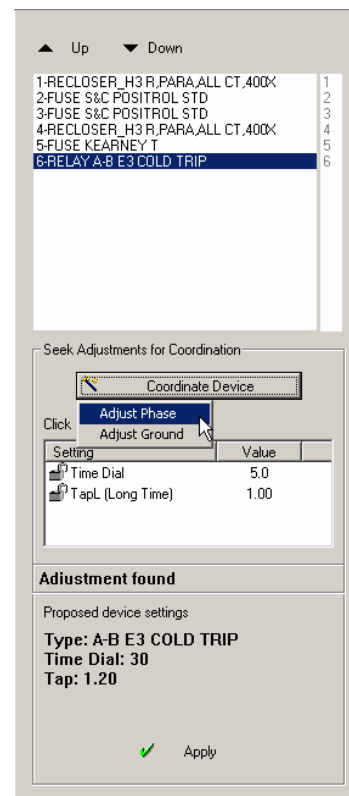 Up Down
1-RECLOSER_H3 R,PARA,ALL CT,400X 1
2-FUSE S&C POSITROL STD 2
3-FUSE S&C POSITROL STD 3
4-RECLOSER_H3 R,PARA,ALL CT,400X 4
5-FUSE KEARNEY T 5
6-RELAY A-B E3 COLD TRIP 6
Seek Adjustments for Coordination
Coordinate Device
Adjust Phase
Click
Adjust Ground
Setting Value
Time Dial 5.0
TapL (Long Time) 1.00
Adjustment found
Proposed device settings
Type: A-B E3 COLD TRIP
Time Dial: 30
Tap: 1.20
Apply